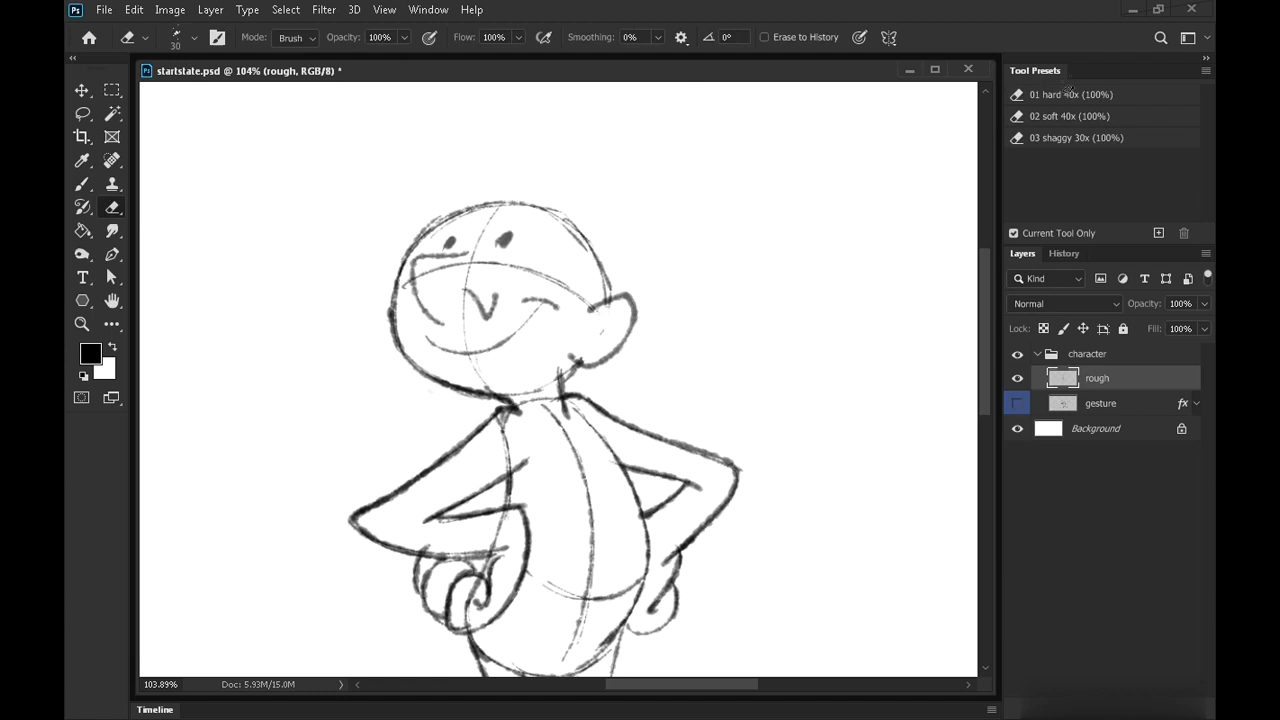 Ps File Edit Image Layer Type Select Filter 3D View Window Help
30 Mode: Brush Opacity: 100% Flow: 100% Smoothing: 0% 0° Erase to History
Ps startstate.psd @ 104% (rough, RGB/8) *
Tool Presets
01 hard 40x (100%)
02 soft 40x (100%)
03 shaggy 30x (100%)
Current Tool Only
Layers History
Kind
Normal Opacity: 100%
Lock: Fill: 100%
character
rough
gesture fx
Background
103.89% Doc: 5.93M/15.0M
Timeline